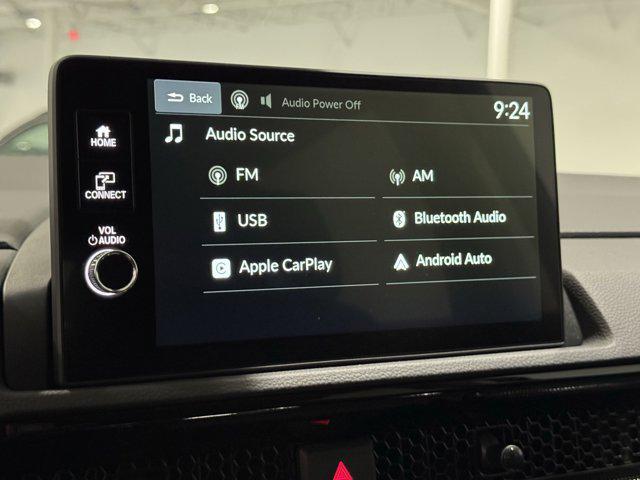 Back
Audio Power Off
9:24
HOME
Audio Source
CONNECT
FM
AM
VOL
AUDIO
USB
Bluetooth Audio
Apple CarPlay
Android Auto